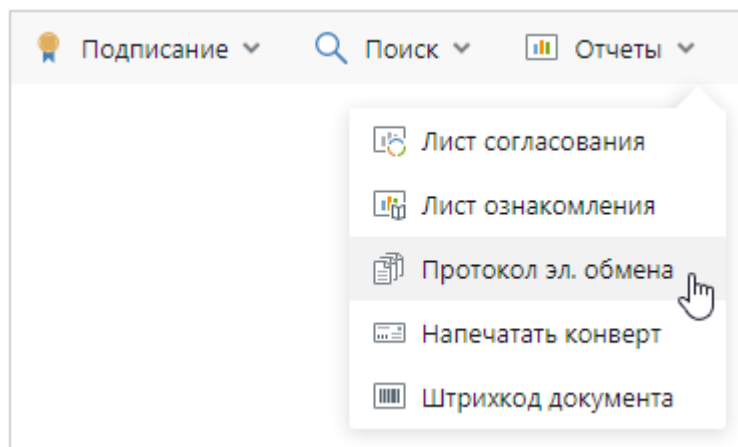 Подписание Поиск Отчеты
Лист согласования
Лист ознакомления
Протокол эл. обмена
Напечатать конверт
Штрихкод документа